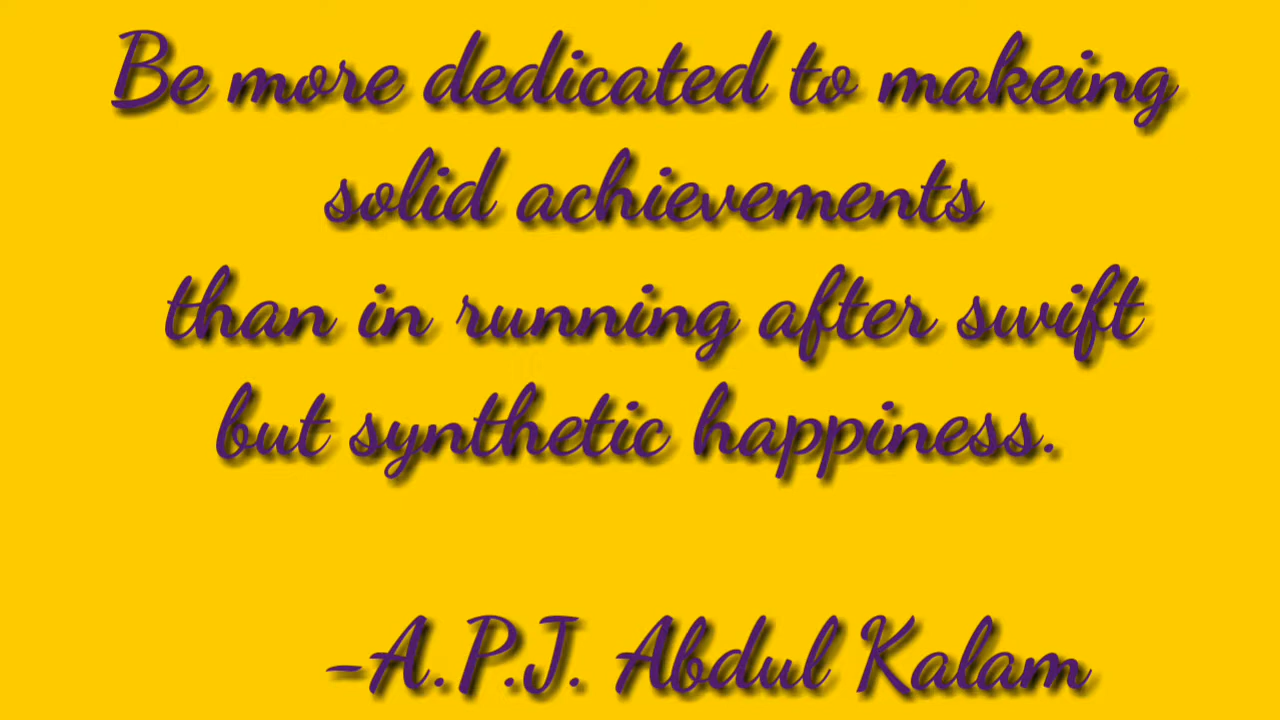 Be more dedicated to makeing
solid achievements
than in running after swift
but synthetic happiness.
-A.P.J. Abdul Kalam